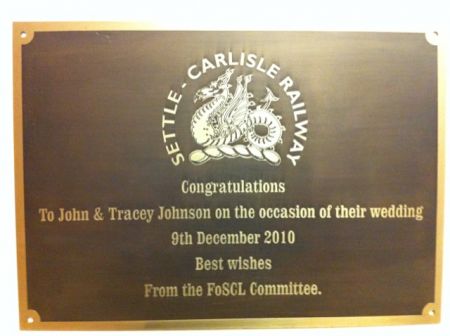 SETTLE - CARLISLE RAILWAY
Congratulations
To John & Tracey Johnson on the occasion of their wedding
9th December 2010
Best wishes
From the FoSCL Committee.